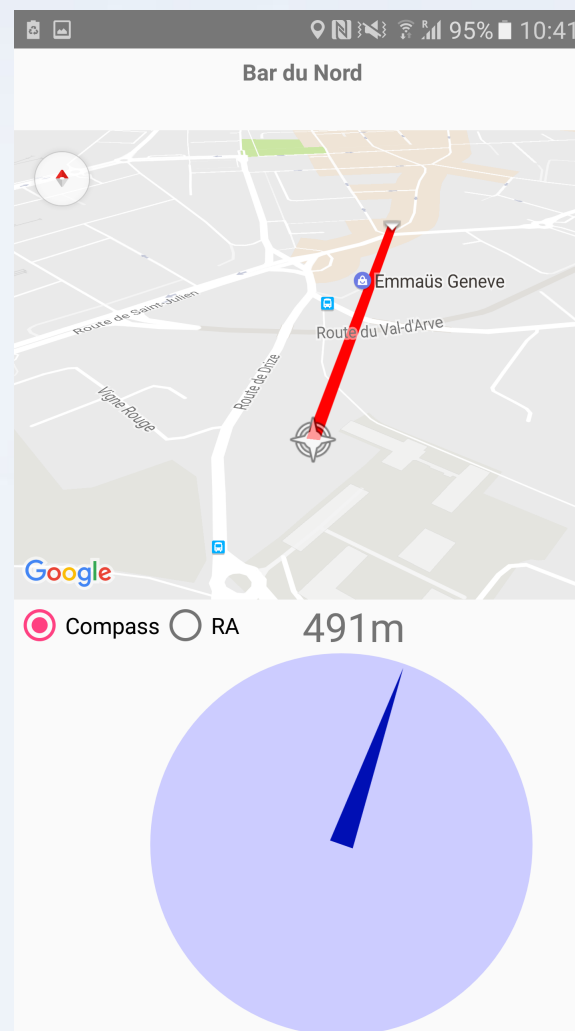 95% 10:41
Bar du Nord
Emmaüs Geneve
Route de Saint-Julien
Route du Val-d'Arve
Route de Drize
Vigne Rouge
Google
Compass RA 491m